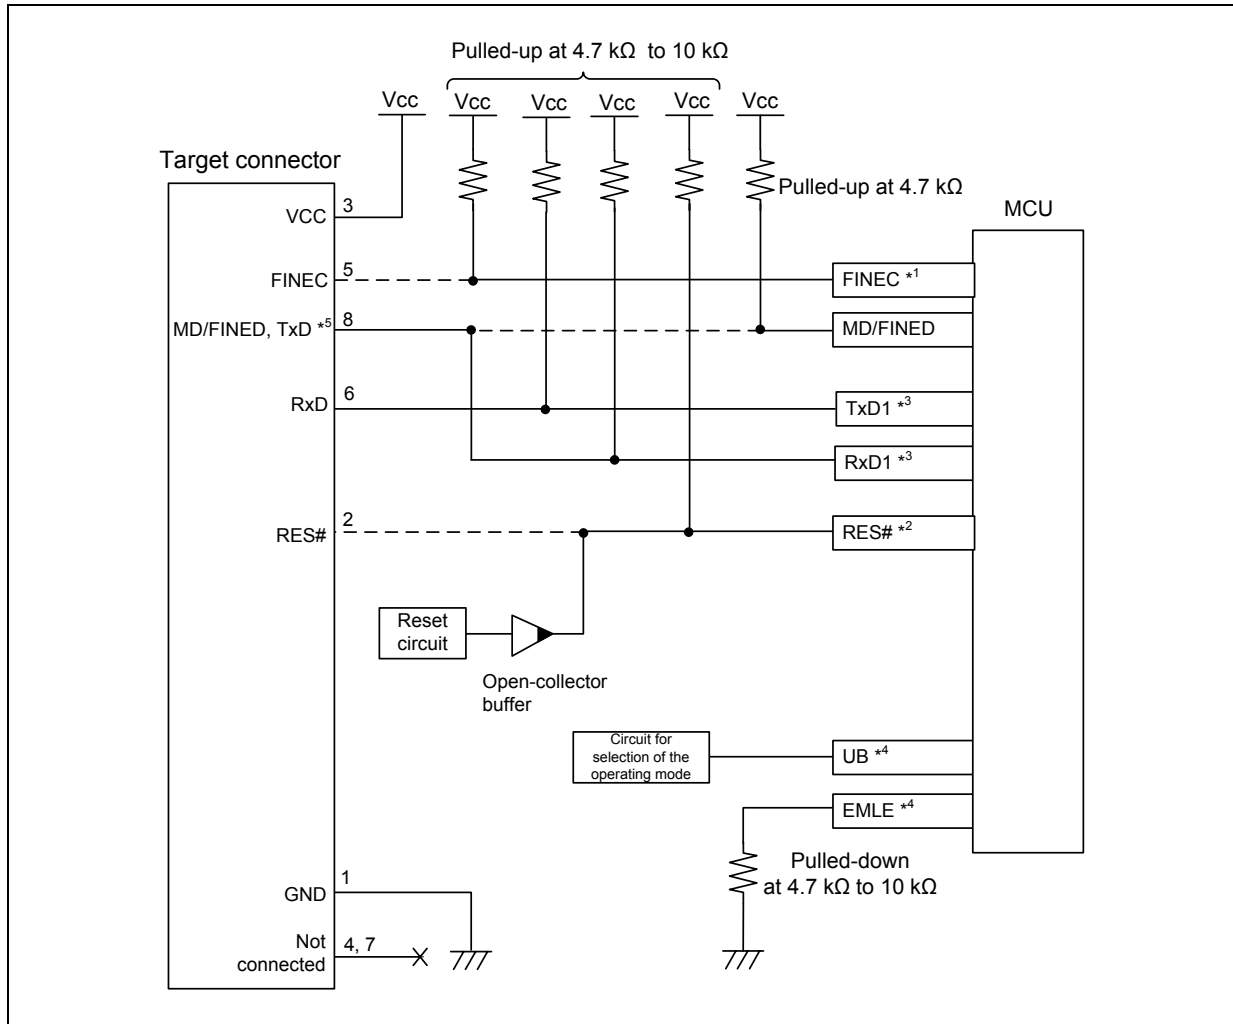 Pulled-up at 4.7 kΩ to 10 kΩ
Vcc Vcc Vcc Vcc Vcc Vcc
Target connector
Pulled-up at 4.7 kΩ
MCU
VCC 3
FINEC 5
FINEC *1
MD/FINED, TxD *5 8
MD/FINED
RxD 6
TxD1 *3
RxD1 *3
RES# 2
RES# *2
Reset
circuit
Open-collector
buffer
Circuit for
selection of the
operating mode
UB *4
EMLE *4
Pulled-down
at 4.7 kΩ to 10 kΩ
GND 1
Not
connected
4, 7